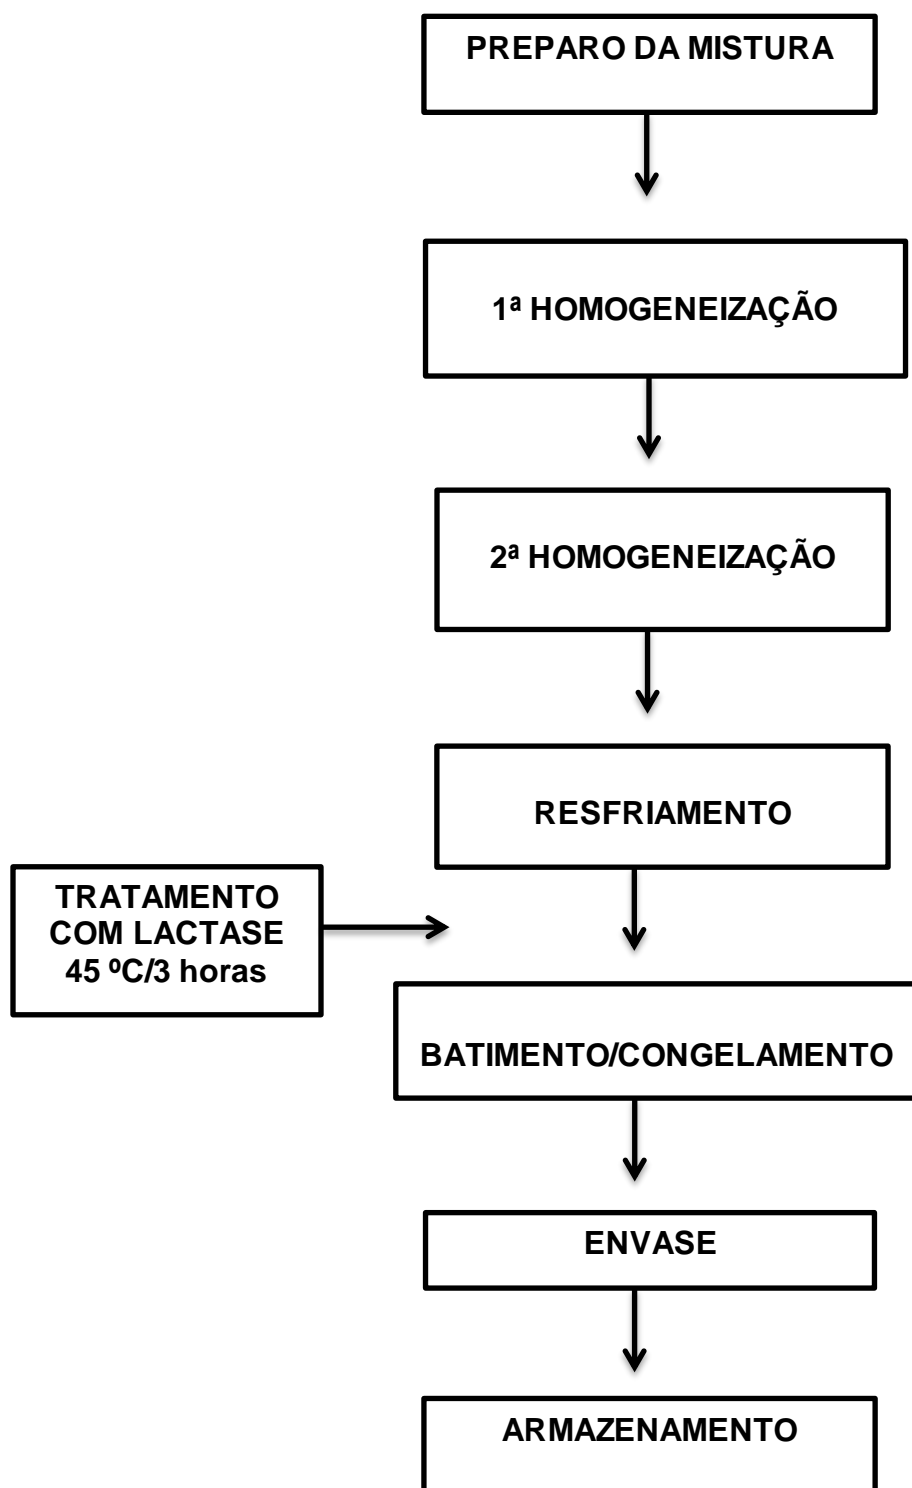 PREPARO DA MISTURA
1ª HOMOGENEIZAÇÃO
2ª HOMOGENEIZAÇÃO
RESFRIAMENTO
TRATAMENTO
COM LACTASE
45 ºC/3 horas
BATIMENTO/CONGELAMENTO
ENVASE
ARMAZENAMENTO